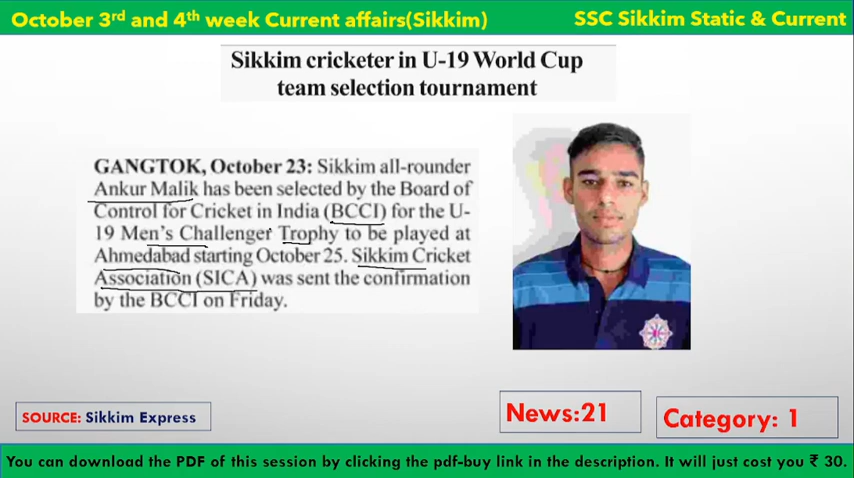 October 3rd and 4th week Current affairs(Sikkim)
SSC Sikkim Static & Current
Sikkim cricketer in U-19 World Cup
team selection tournament
GANGTOK, October 23: Sikkim all-rounder
Ankur Malik has been selected by the Board of
Control for Cricket in India (BCCI) for the U-
19 Men's Challenger Trophy to be played at
Ahmedabad starting October 25. Sikkim Cricket
Association (SICA) was sent the confirmation
by the BCCI on Friday.
SOURCE: Sikkim Express
News:21
Category: 1
You can download the PDF of this session by clicking the pdf-buy link in the description. It will just cost you ₹ 30.